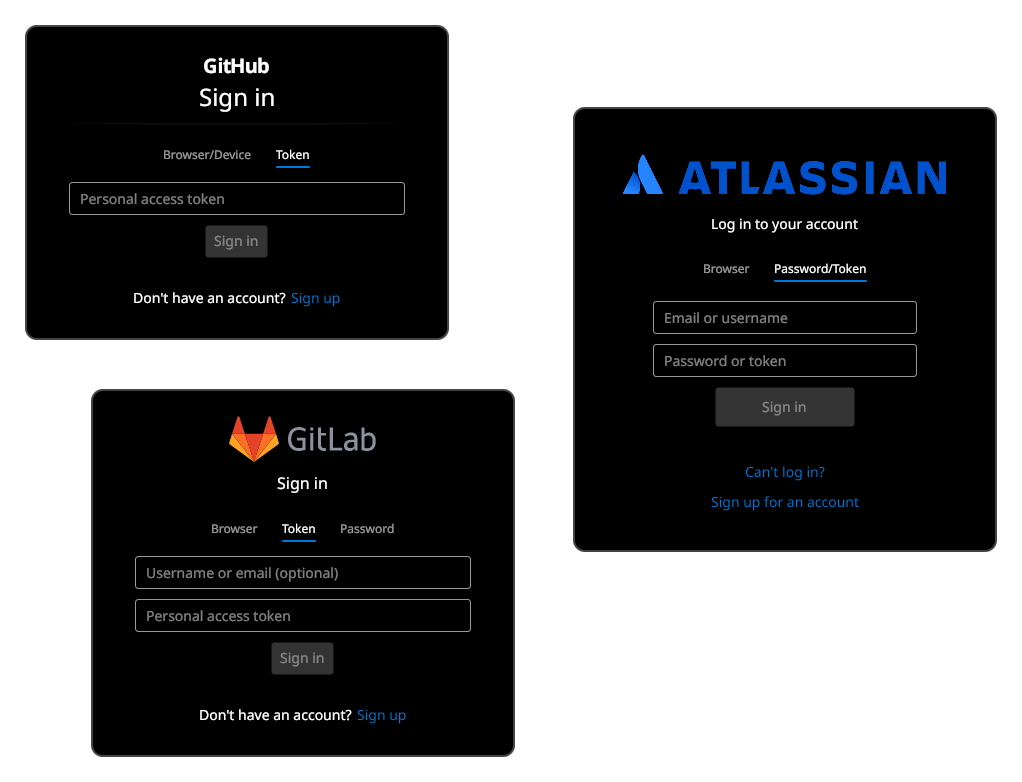 GitHub
Sign in
Browser/Device Token
Personal access token
Sign in
Don't have an account? Sign up
ATLASSIAN
Log in to your account
Browser Password/Token
Email or username
Password or token
Sign in
Can't log in?
Sign up for an account
GitLab
Sign in
Browser Token Password
Username or email (optional)
Personal access token
Sign in
Don't have an account? Sign up